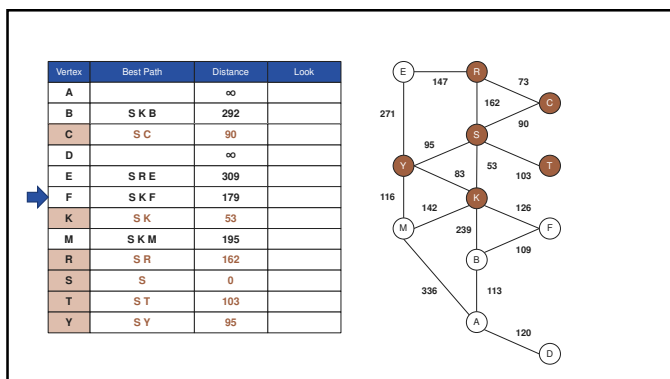 Vertex Best Path Distance Look
A ∞
B S K B 292
C S C 90
D ∞
E S R E 309
F S K F 179
K S K 53
M S K M 195
R S R 162
S S 0
T S T 103
Y S Y 95
E 147 R 73
C
271 162 90
95 S
Y 83 53 103 T
116 142 K 126
M 239 F
B 109
336 113
A 120
D